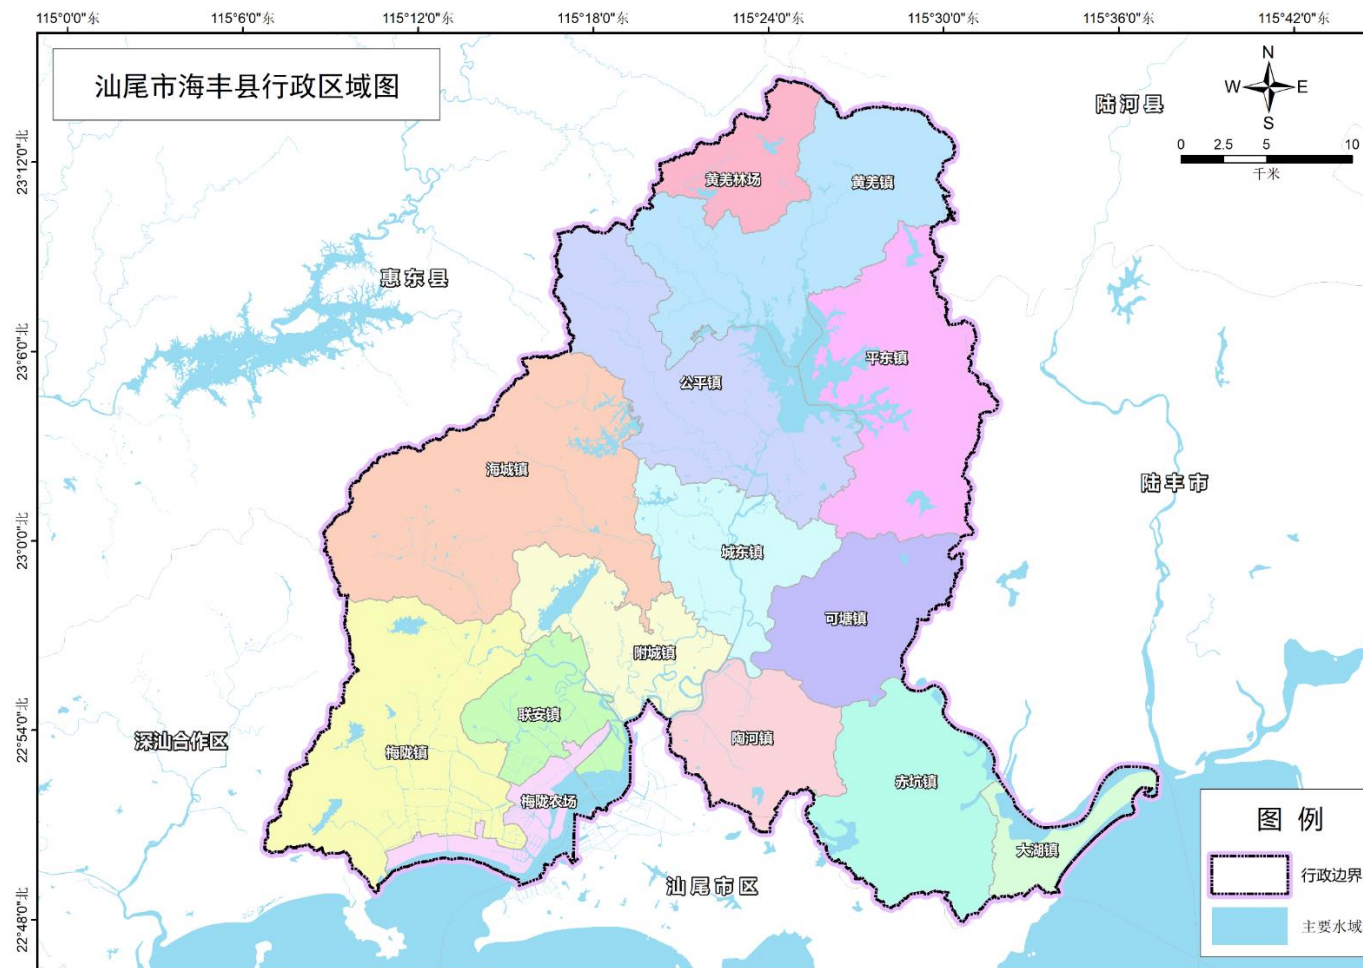 115°0'0"东 115°6'0"东 115°12'0"东 115°18'0"东 115°24'0"东 115°30'0"东 115°36'0"东 115°42'0"东
汕尾市海丰县行政区域图
N
W E
S
陆河县
0 2.5 5 10
千米
23°12'0"北
黄羌林场
黄羌镇
惠东县
23°6'0"北
平东镇
公平镇
海城镇
陆丰市
23°0'0"北
城东镇
可塘镇
附城镇
联安镇
22°54'0"北
深汕合作区
陶河镇
梅陇镇
赤坑镇
梅陇农场
图 例
大湖镇
行政边界
汕尾市区
22°48'0"北
主要水域